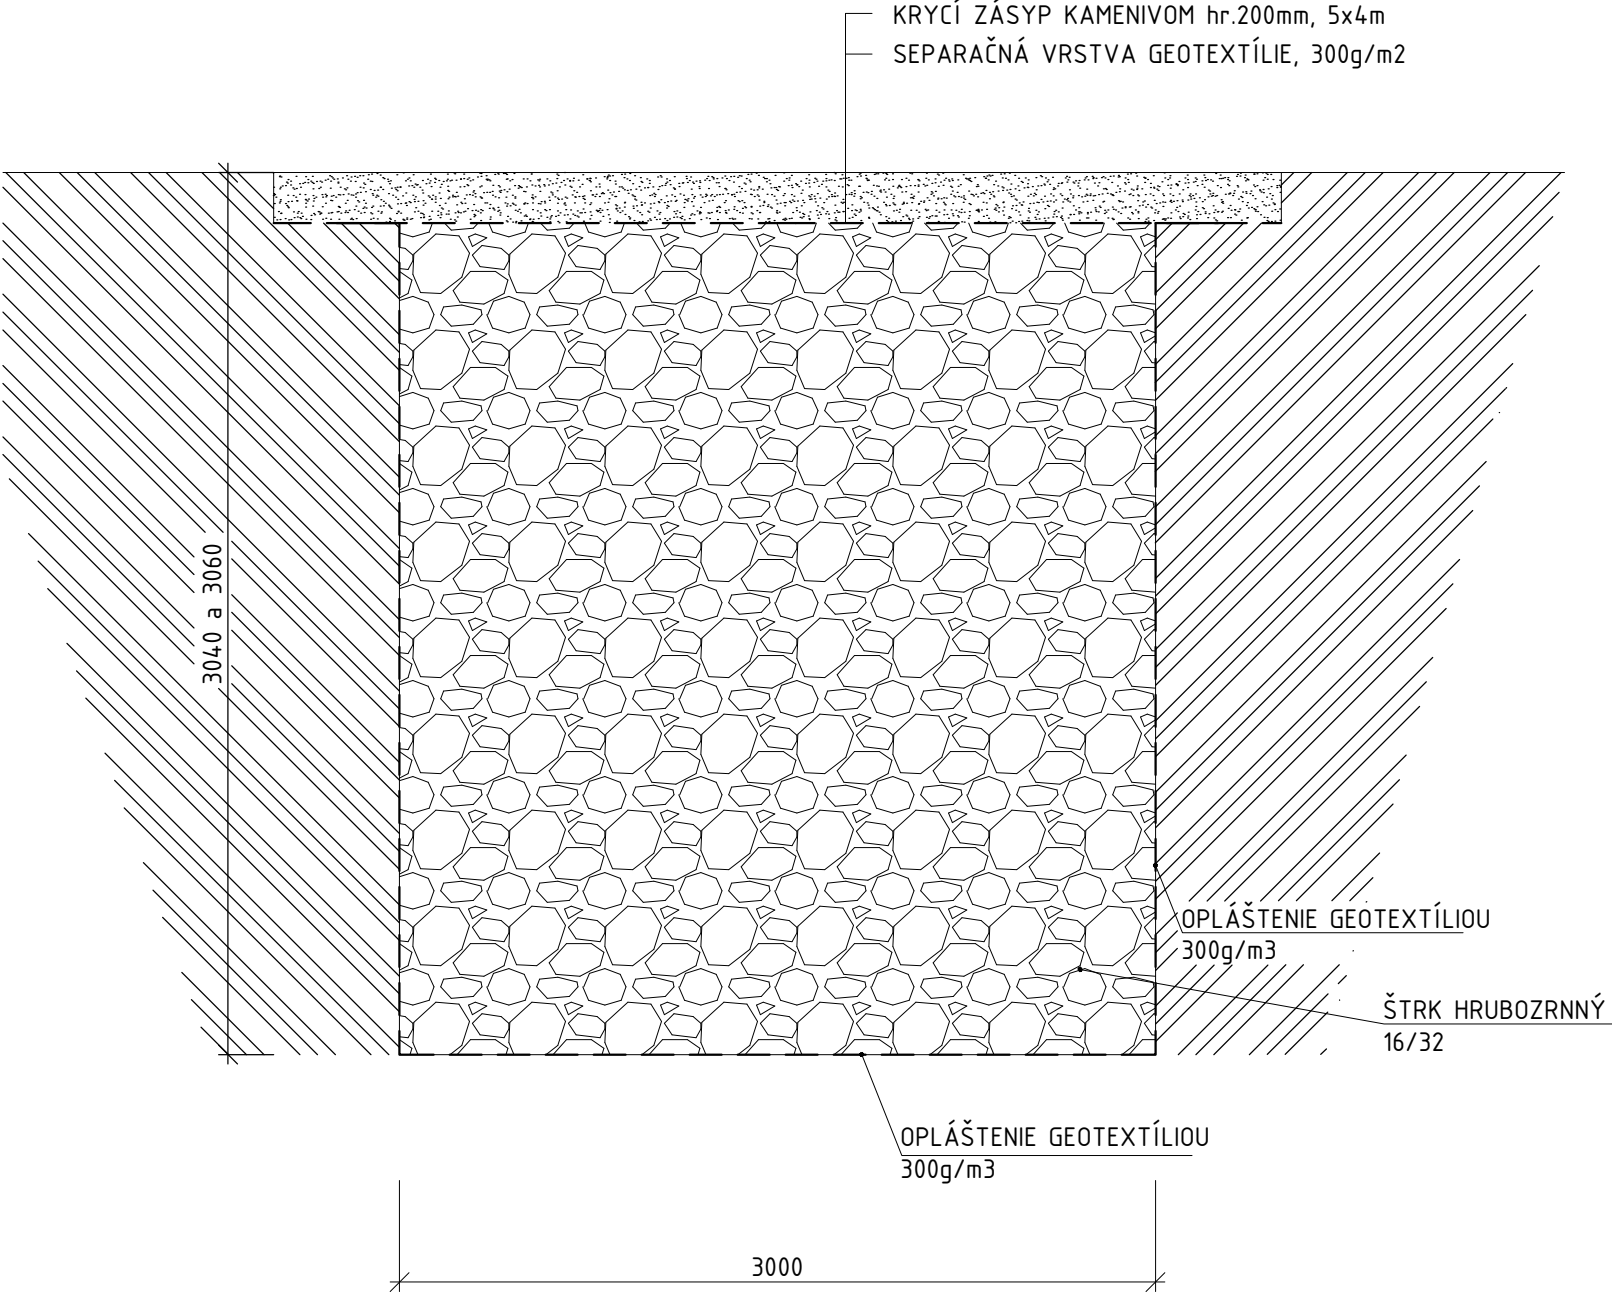 KRYCÍ ZÁSYP KAMENIVOM hr.200mm, 5x4m
SEPARAČNÁ VRSTVA GEOTEXTÍLIE, 300g/m2
3040 a 3060
OPLÁŠTENIE GEOTEXTÍLIOU
300g/m3
ŠTRK HRUBOZRNNÝ
16/32
OPLÁŠTENIE GEOTEXTÍLIOU
300g/m3
3000